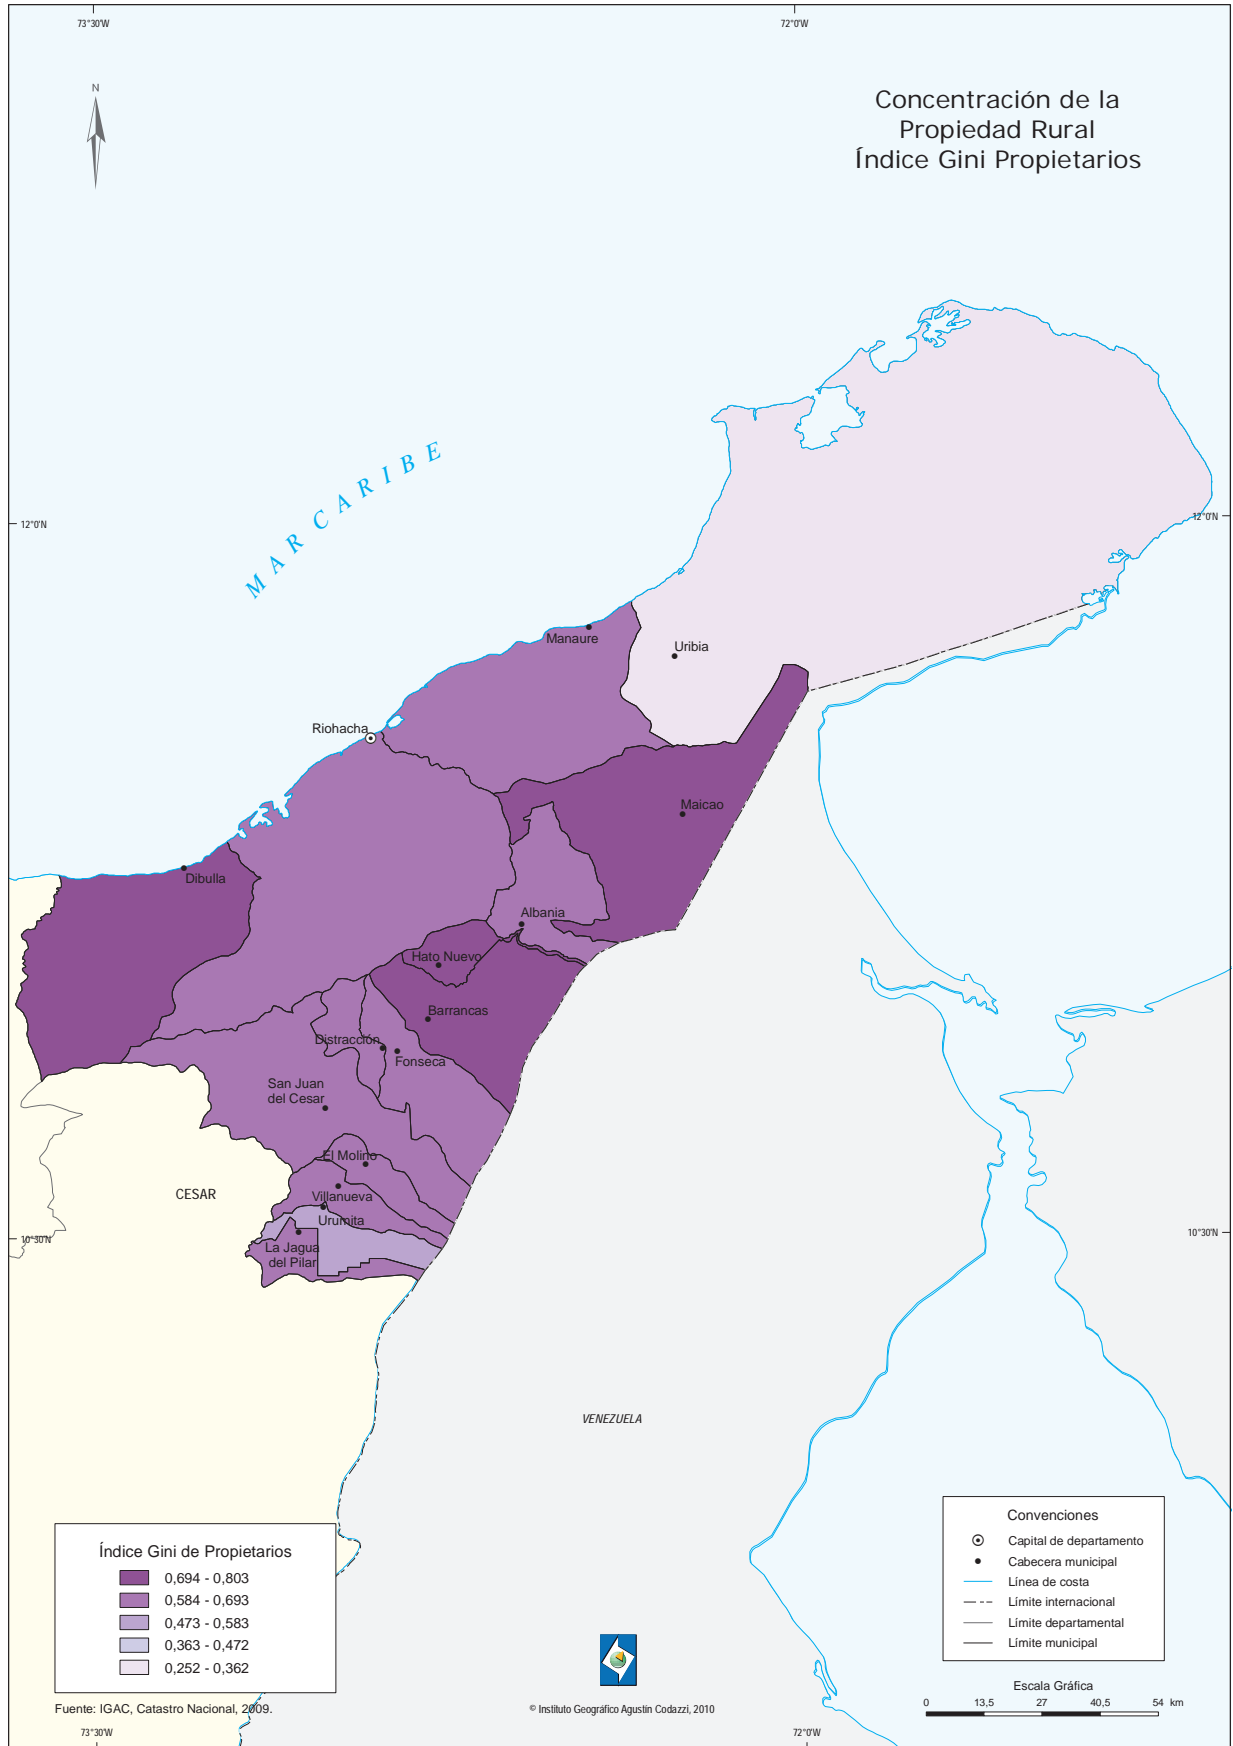 73°30'W
72°0'W
N
Concentración de la
Propiedad Rural
Índice Gini Propietarios
MAR CARIBE
12°0'N
12°0'N
Manaure
Uribia
Riohacha
Maicao
Dibulla
Albania
Hato Nuevo
Barrancas
Distracción
Fonseca
San Juan
del Cesar
El Molino
CESAR
Villanueva
Urumita
10°30'N
10°30'N
La Jagua
del Pilar
VENEZUELA
Índice Gini de Propietarios
0,694 - 0,803
0,584 - 0,693
0,473 - 0,583
0,363 - 0,472
0,252 - 0,362
Convenciones
Capital de departamento
Cabecera municipal
Línea de costa
Límite internacional
Límite departamental
Límite municipal
Escala Gráfica
0 13,5 27 40,5 54 km
Fuente: IGAC, Catastro Nacional, 2009.
© Instituto Geográfico Agustín Codazzi, 2010
73°30'W
72°0'W